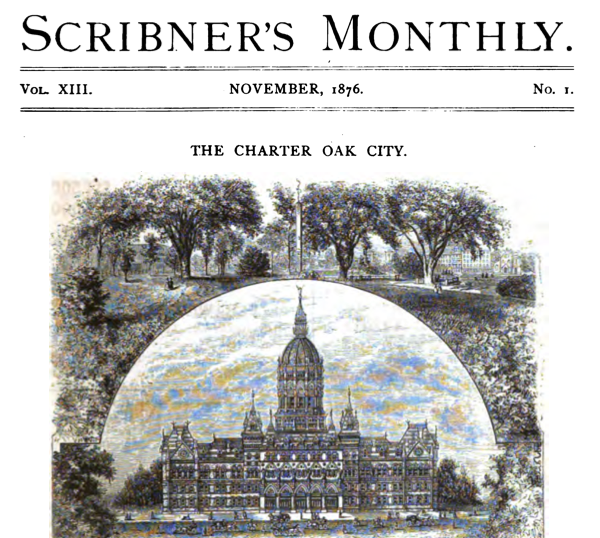 SCRIBNER'S MONTHLY.
VOL. XIII. NOVEMBER, 1876. NO. 1.
THE CHARTER OAK CITY.